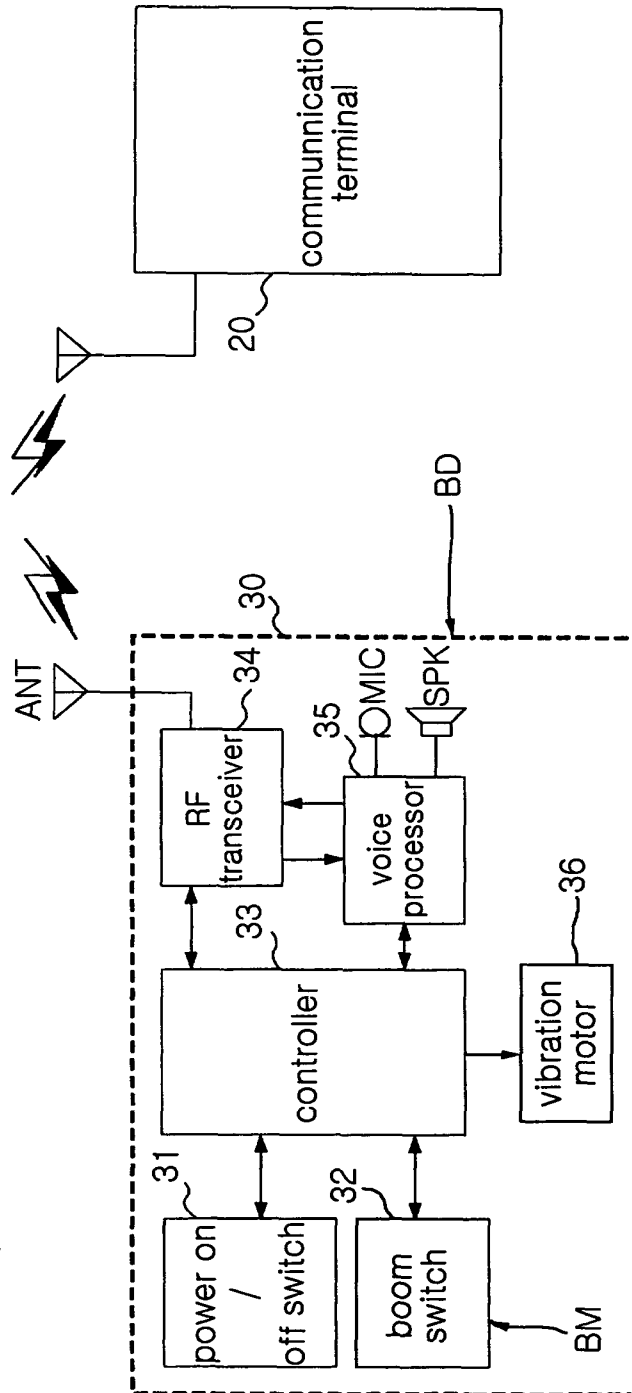 ANT
communnication
terminal
20
30
BD
34
RF
transceiver
35
MIC
SPK
voice
processor
33
controller
36
vibration
motor
31
power on
/
off switch
32
boom
switch
BM